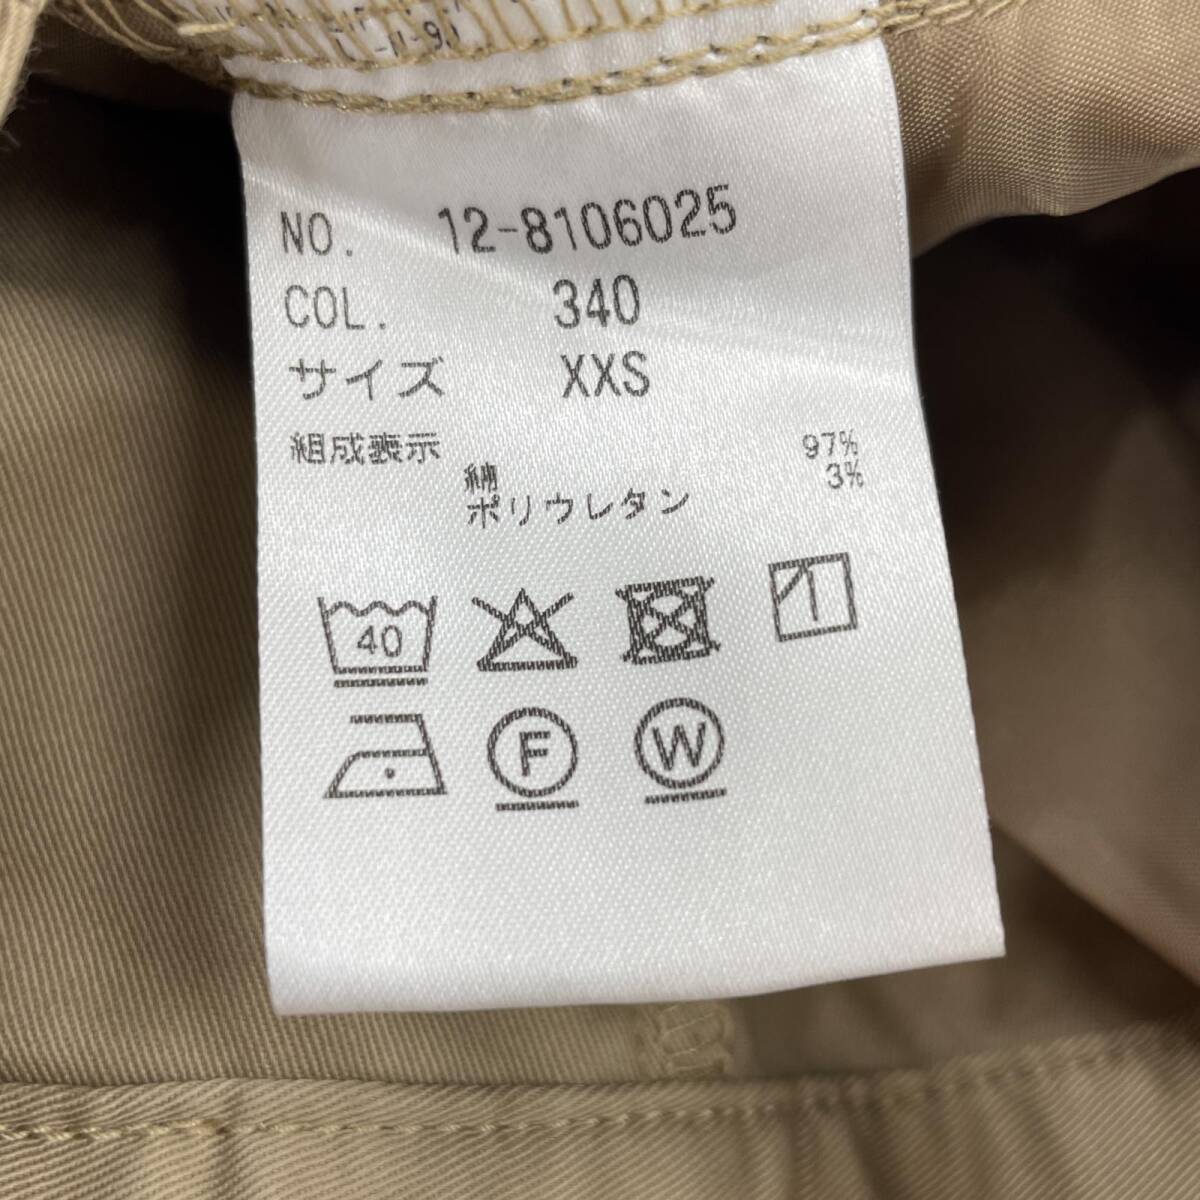 NO. 12-8106025
COL. 340
サイズ XXS
組成表示
綿 97%
ポリウレタン 3%
40
F
W